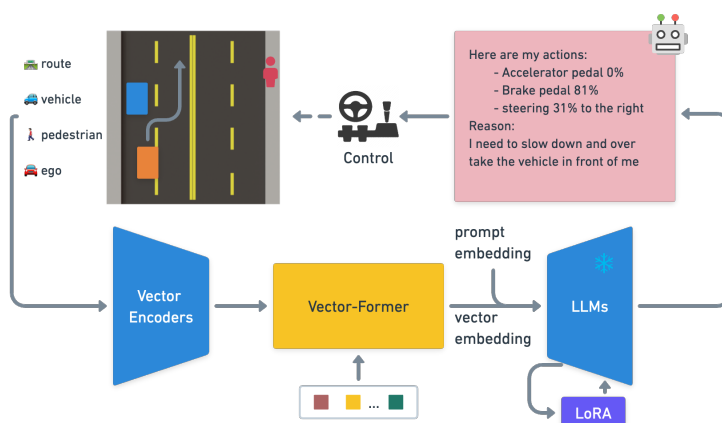 route
vehicle
pedestrian
ego
Control
Here are my actions:
- Accelerator pedal 0%
- Brake pedal 81%
- steering 31% to the right
Reason:
I need to slow down and over
take the vehicle in front of me
Vector
Encoders
Vector-Former
prompt
embedding
vector
embedding
LLMs
...
LoRA